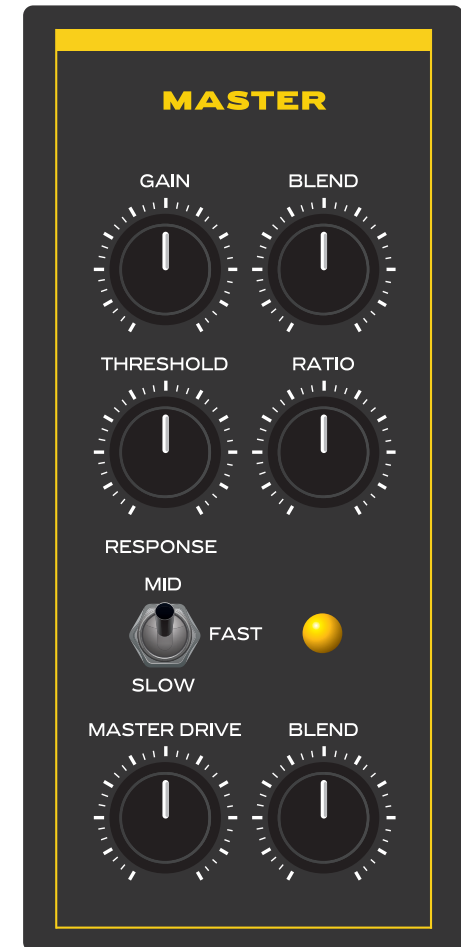 MASTER
GAIN BLEND
THRESHOLD RATIO
RESPONSE
MID
FAST
SLOW
MASTER DRIVE BLEND